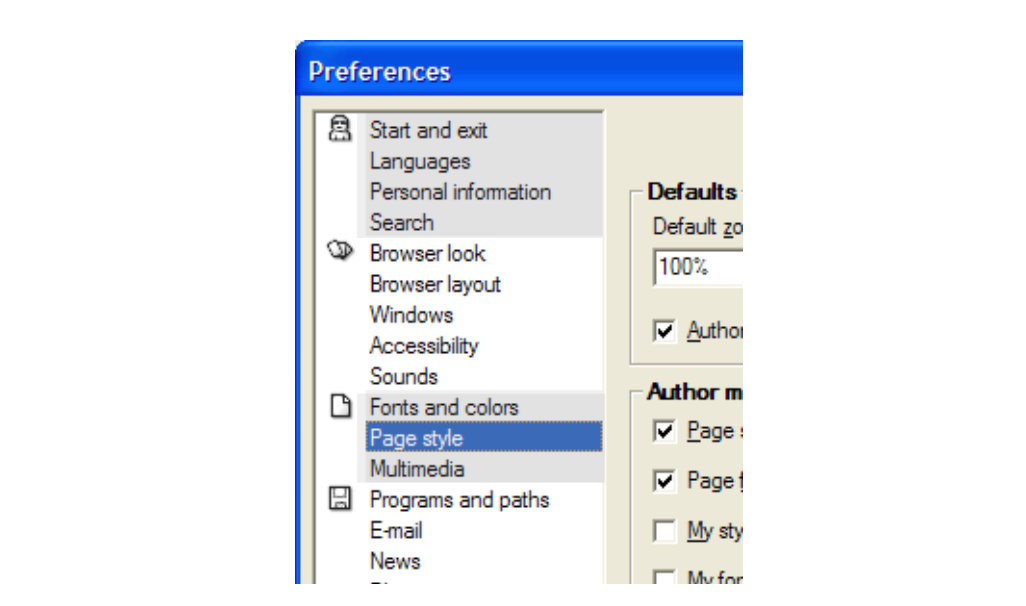 Preferences
Start and exit
Languages
Personal information
Search
Browser look
Browser layout
Windows
Accessibility
Sounds
Fonts and colors
Page style
Multimedia
Programs and paths
E-mail
News
Defaults
Default zo
100%
Author
Author m
Page s
Page f
My sty
My for